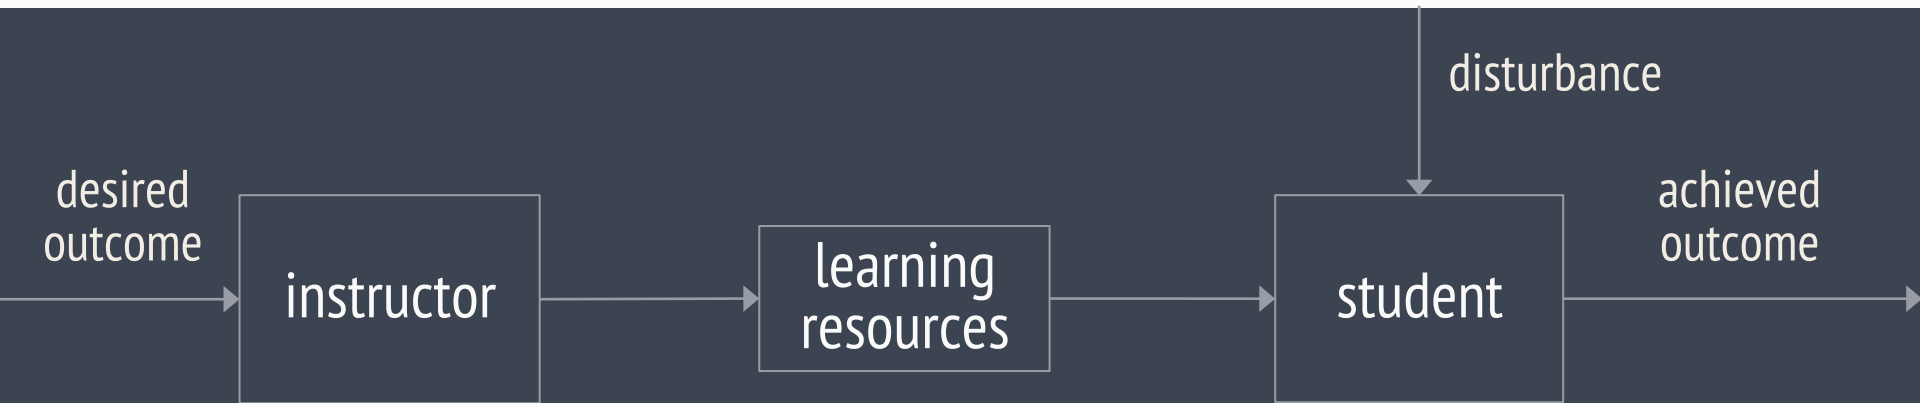 disturbance
desired
outcome
achieved
outcome
instructor
learning
resources
student